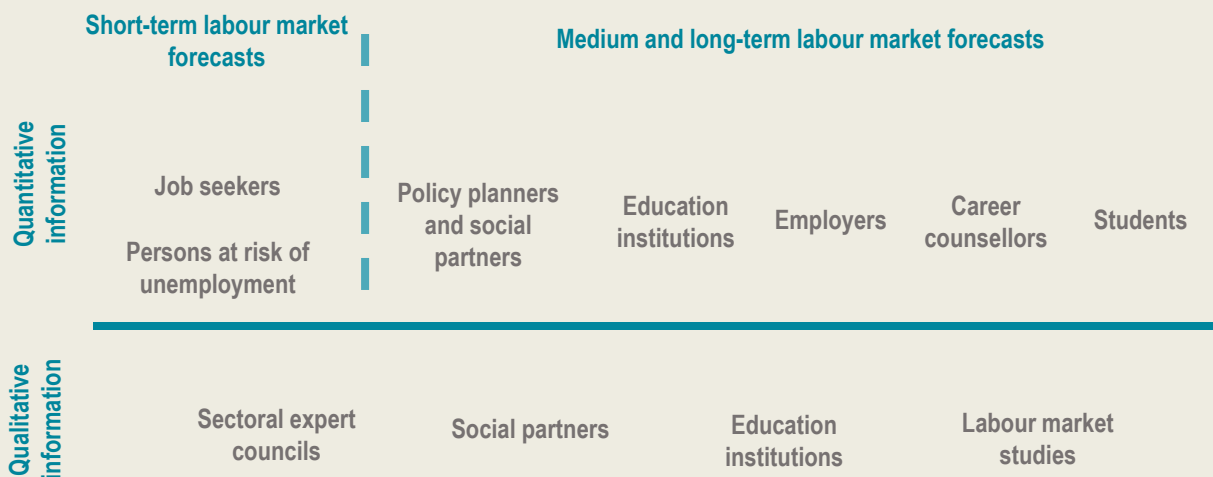 Short-term labour market
forecasts
Medium and long-term labour market forecasts
Quantitative
information
Job seekers
Persons at risk of
unemployment
Policy planners
and social
partners
Education
institutions
Employers
Career
counsellors
Students
Qualitative
information
Sectoral expert
councils
Social partners
Education
institutions
Labour market
studies